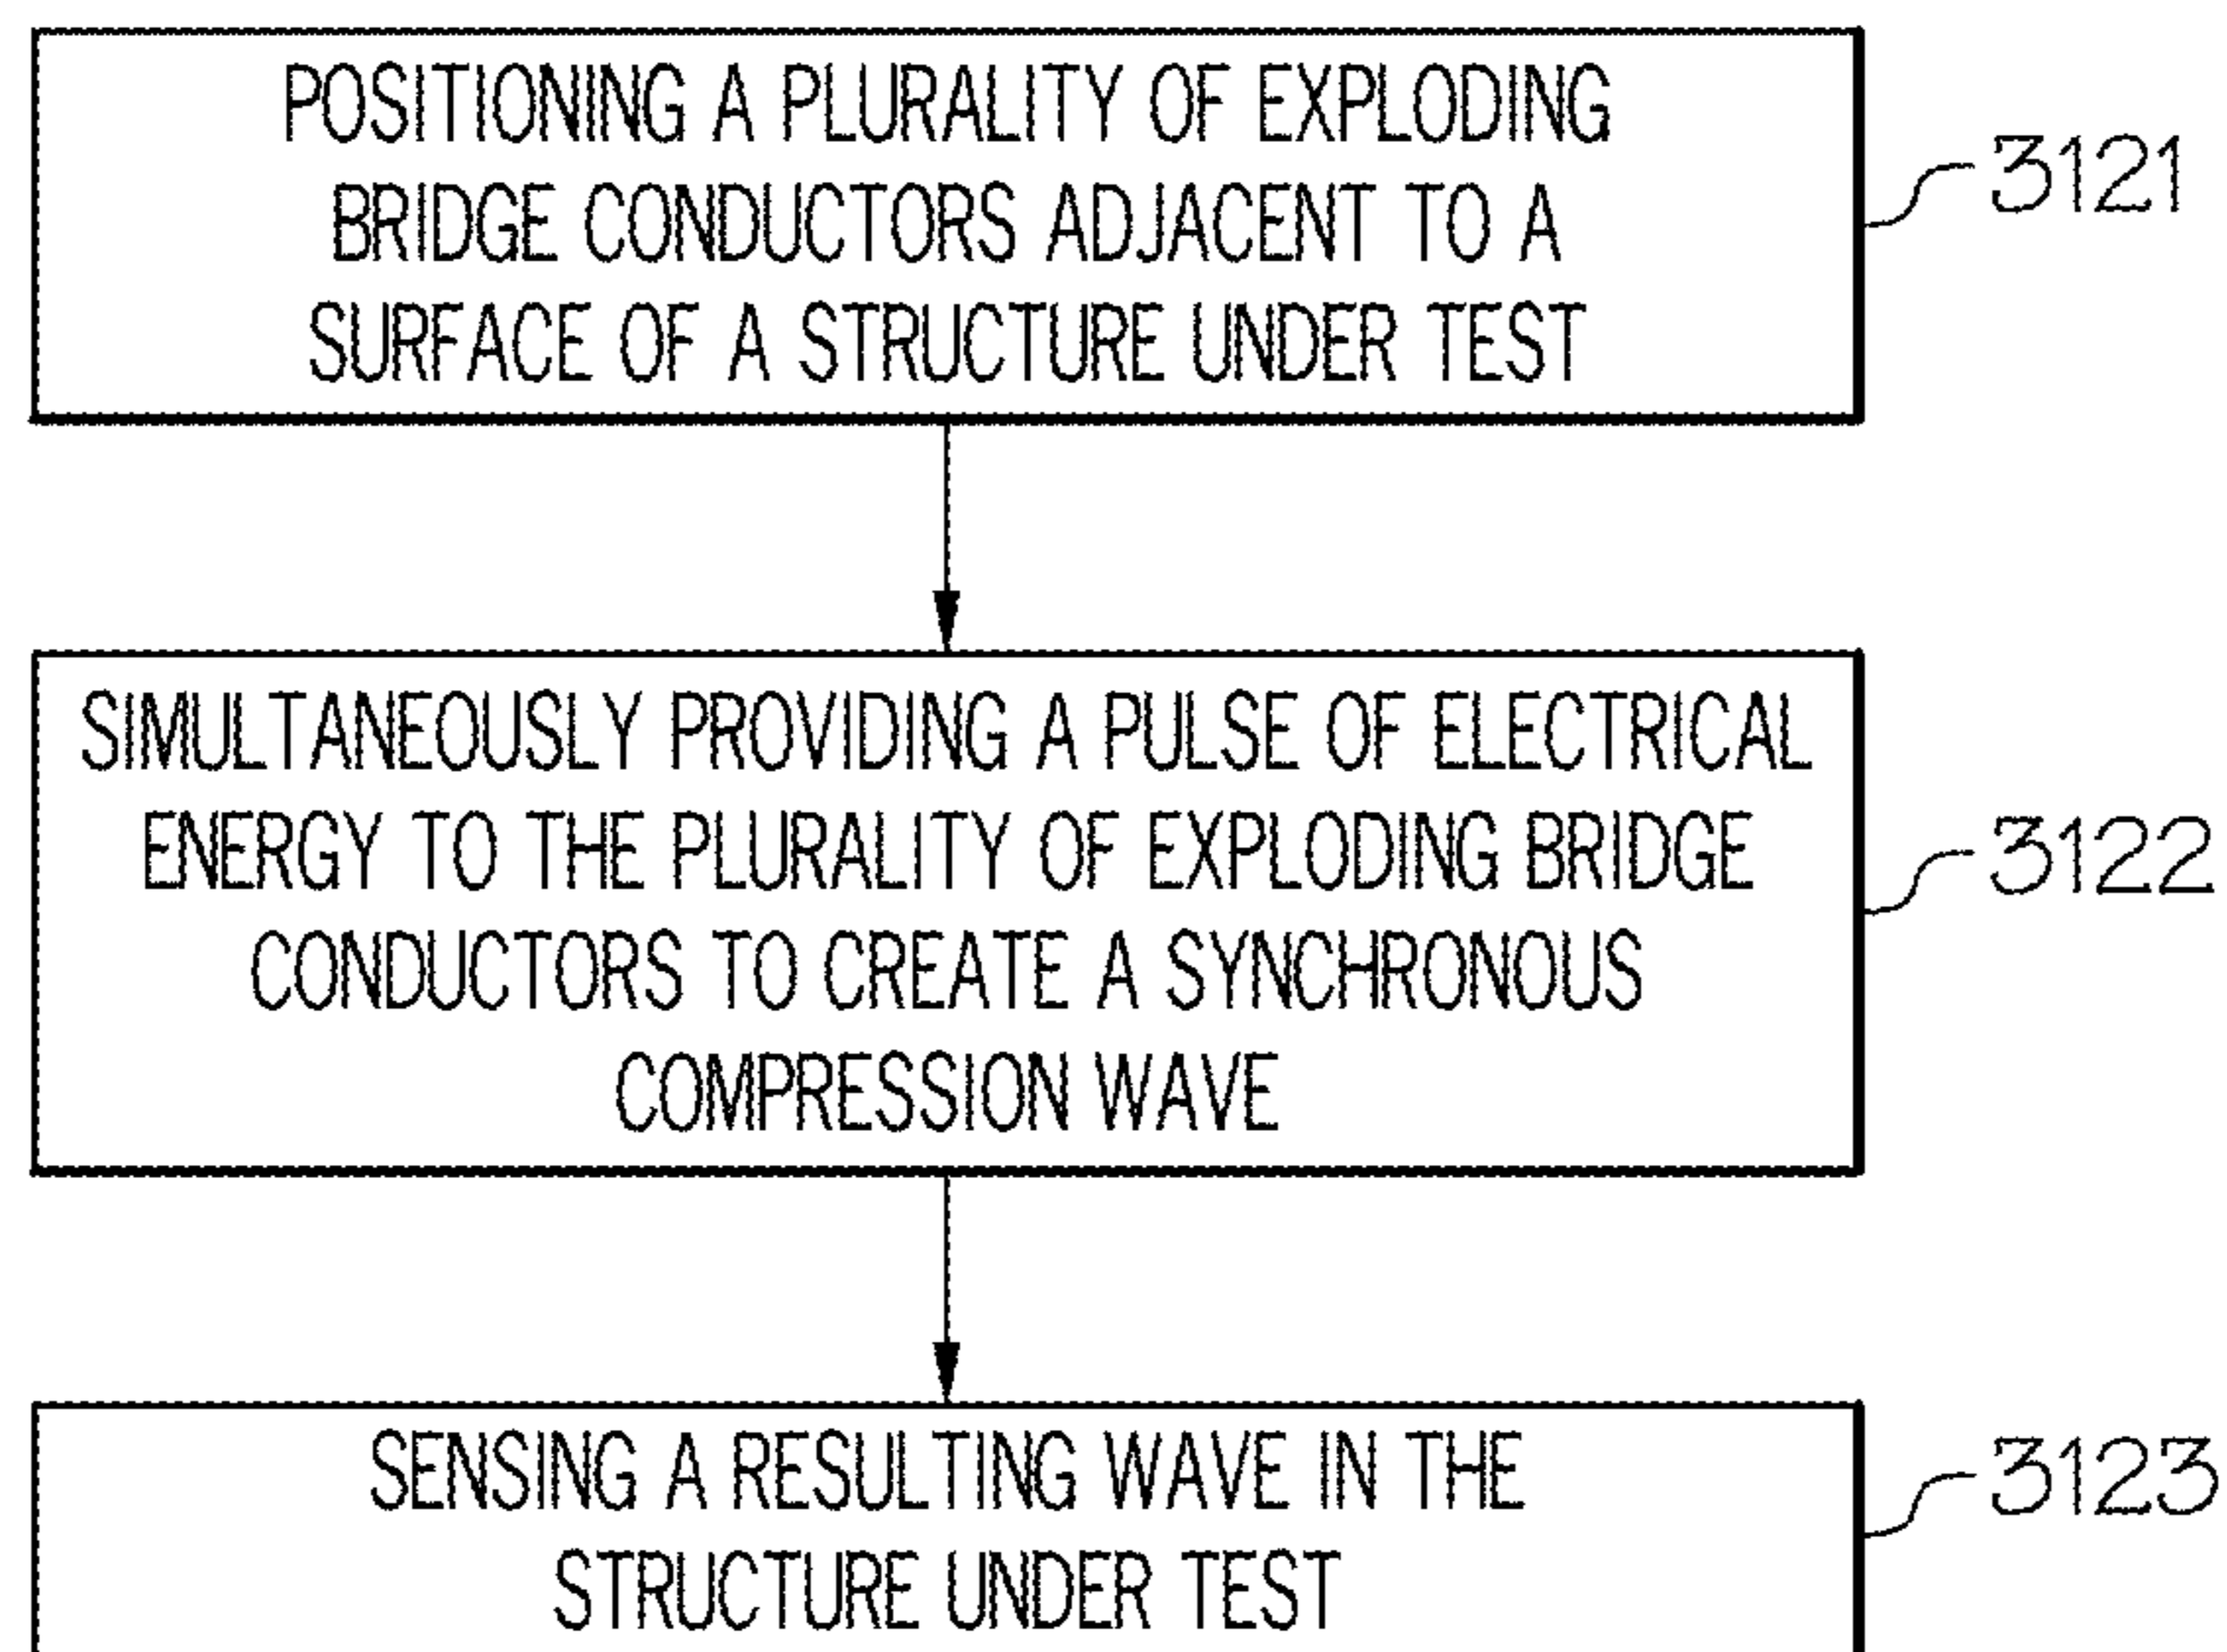 POSITIONING A PLURALITY OF EXPLODING
BRIDGE CONDUCTORS ADJACENT TO A
SURFACE OF A STRUCTURE UNDER TEST
3121
SIMULTANEOUSLY PROVIDING A PULSE OF ELECTRICAL
ENERGY TO THE PLURALITY OF EXPLODING BRIDGE
CONDUCTORS TO CREATE A SYNCHRONOUS
COMPRESSION WAVE
3122
SENSING A RESULTING WAVE IN THE
STRUCTURE UNDER TEST
3123